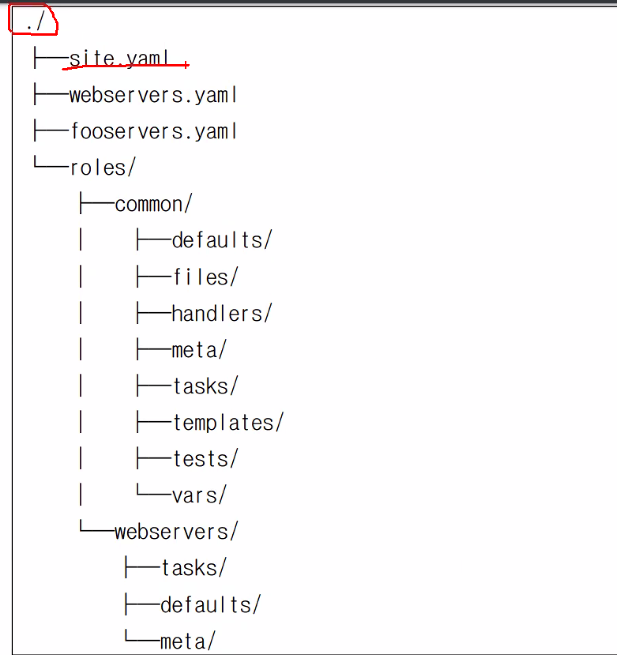 ./
├──site.yaml
├──webservers.yaml
├──fooservers.yaml
└──roles/
    ├──common/
    │    ├──defaults/
    │    ├──files/
    │    ├──handlers/
    │    ├──meta/
    │    ├──tasks/
    │    ├──templates/
    │    ├──tests/
    │    └──vars/
    └──webservers/
        ├──tasks/
        ├──defaults/
        └──meta/